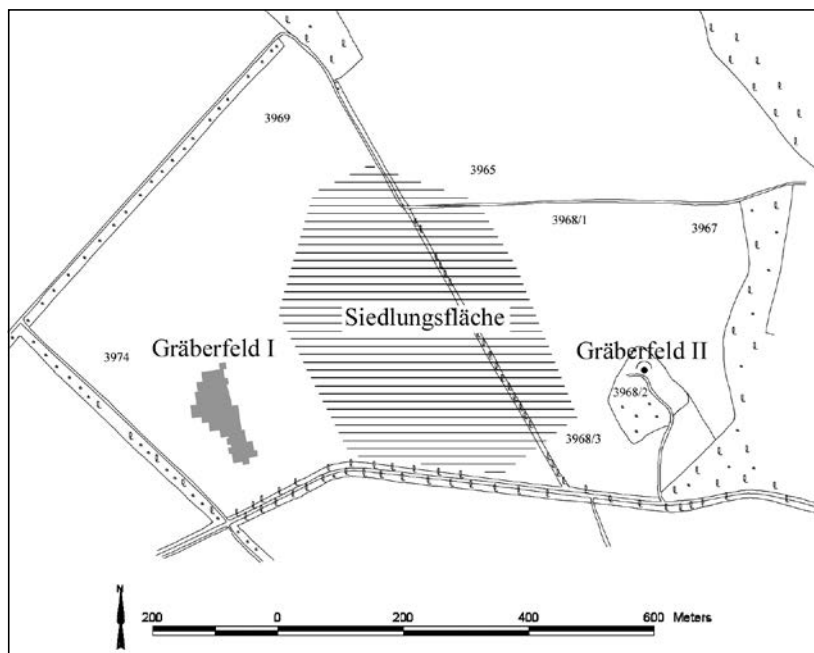 3969
3965
3968/1
3967
Siedlungsfläche
Gräberfeld I
Gräberfeld II
3974
3968/2
3968/3
N
200 0 200 400 600 Meters